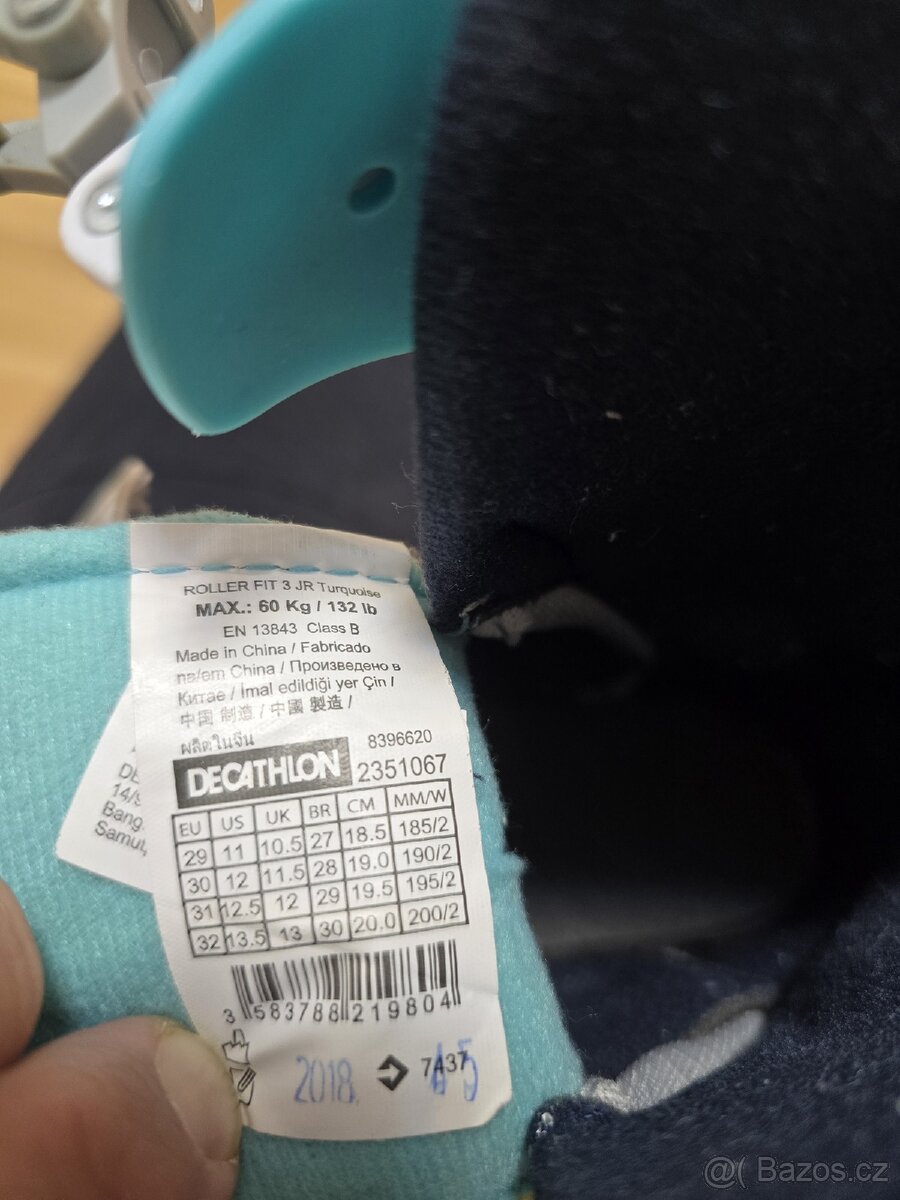 ROLLER FIT 3 JR Turquoise
MAX.: 60 Kg / 132 lb
EN 13843 Class B
Made in China / Fabricado
na/em China / Произведено в
Китае / İmal edildiği yer Çin /
中国 制造 / 中國 製造 /
ผลิตในจีน
8396620
DECATHLON 2351067
EU US UK BR CM MM/W
29 11 10.5 27 18.5 185/2
30 12 11.5 28 19.0 190/2
31 12.5 12 29 19.5 195/2
32 13.5 13 30 20.0 200/2
3 583788 219804
2018 7437
14/9
Bang
Samut
@( Bazos.cz